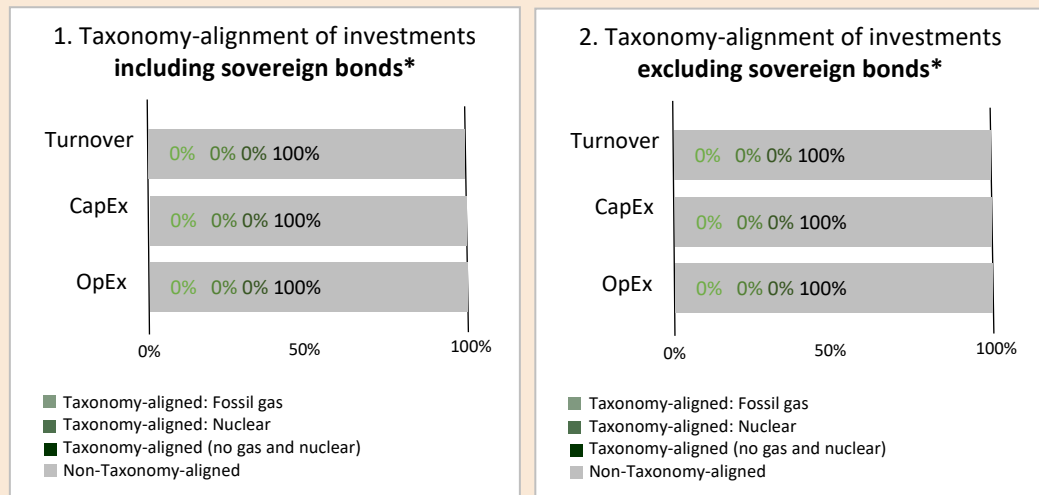 1. Taxonomy-alignment of investments
including sovereign bonds*
Turnover
0% 0% 0% 100%
CapEx
0% 0% 0% 100%
OpEx
0% 0% 0% 100%
0% 50% 100%
Taxonomy-aligned: Fossil gas
Taxonomy-aligned: Nuclear
Taxonomy-aligned (no gas and nuclear)
Non-Taxonomy-aligned
2. Taxonomy-alignment of investments
excluding sovereign bonds*
Turnover
0% 0% 0% 100%
CapEx
0% 0% 0% 100%
OpEx
0% 0% 0% 100%
0% 50% 100%
Taxonomy-aligned: Fossil gas
Taxonomy-aligned: Nuclear
Taxonomy-aligned (no gas and nuclear)
Non-Taxonomy-aligned